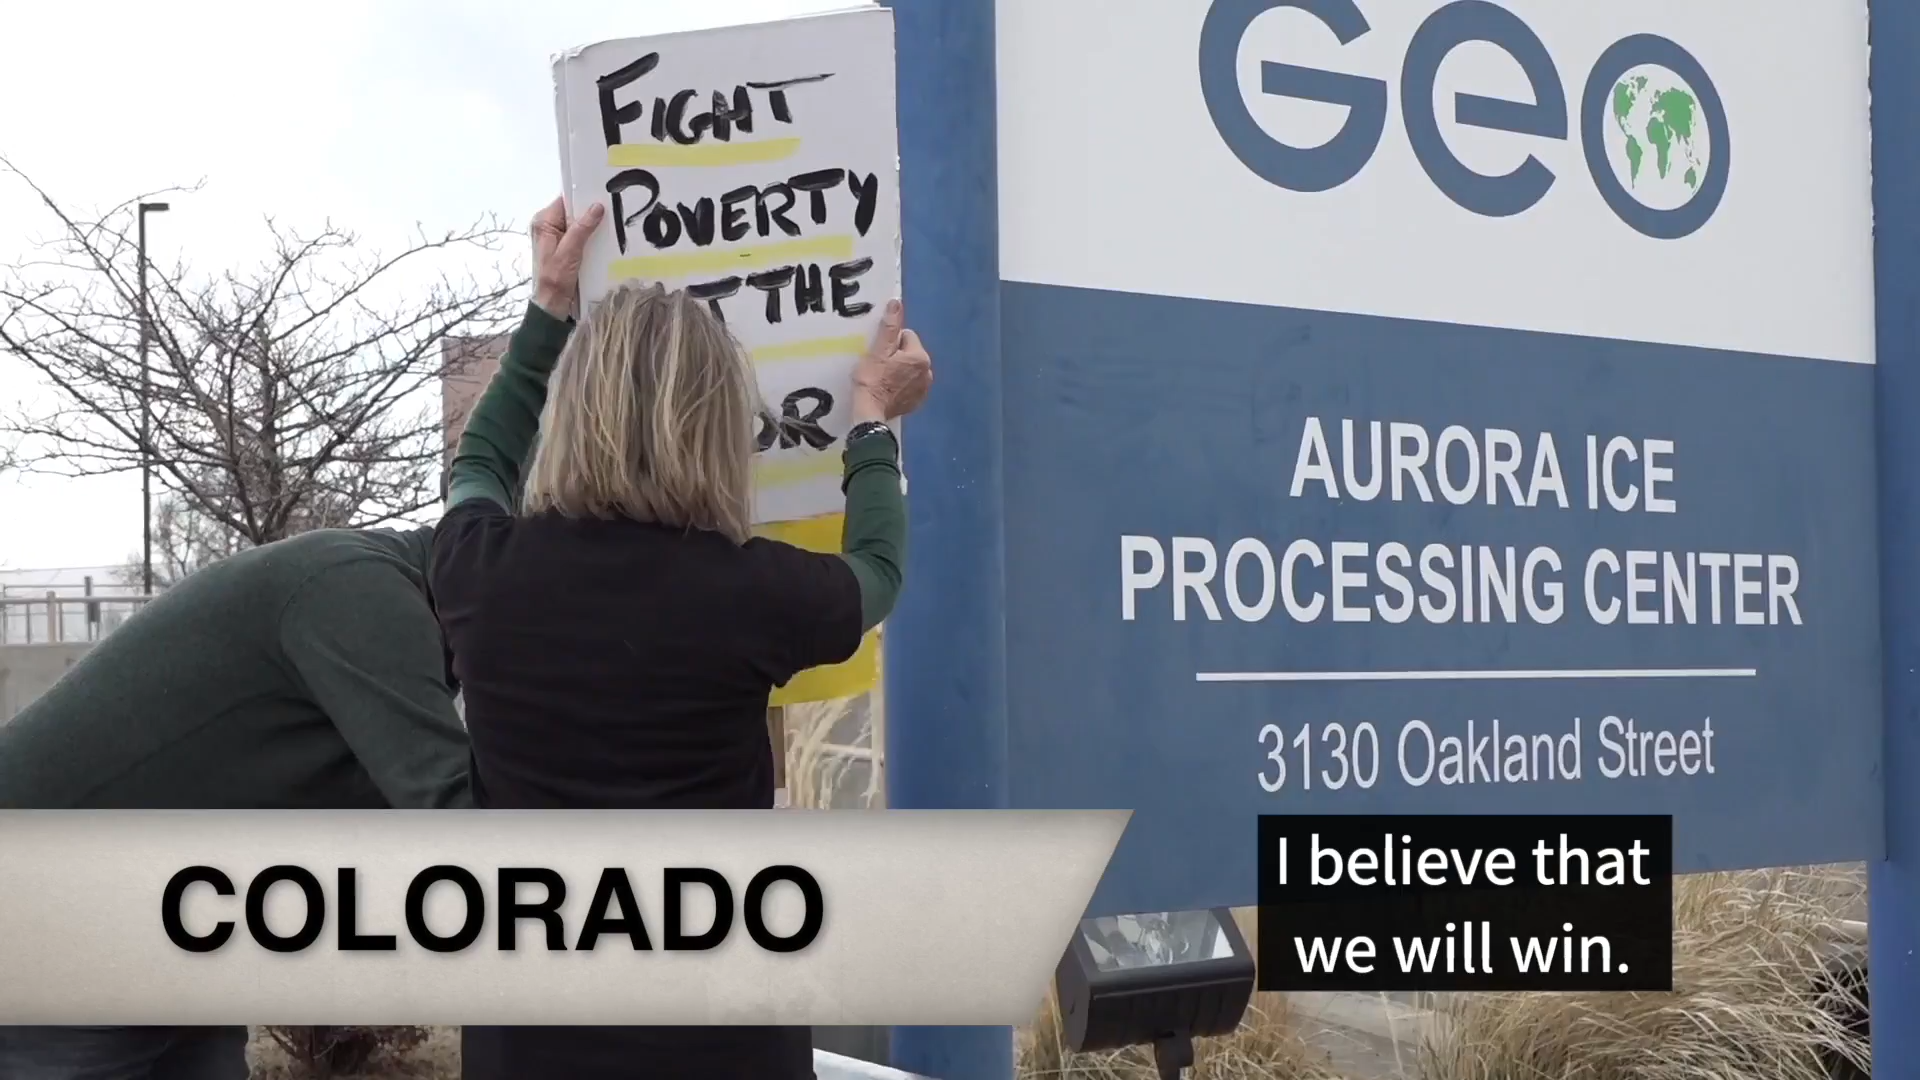 FIGHT
POVERTY
THE
GEO
AURORA ICE
PROCESSING CENTER
3130 Oakland Street
COLORADO
I believe that
we will win.